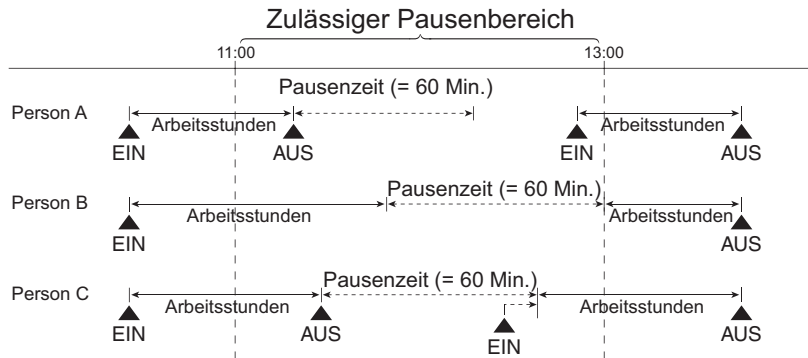 Zulässiger Pausenbereich
11:00 13:00
Pausenzeit (= 60 Min.)
Person A Arbeitsstunden Arbeitsstunden
EIN AUS EIN AUS
Pausenzeit (= 60 Min.)
Person B Arbeitsstunden Arbeitsstunden
EIN AUS
Pausenzeit (= 60 Min.)
Person C Arbeitsstunden Arbeitsstunden
EIN AUS EIN AUS